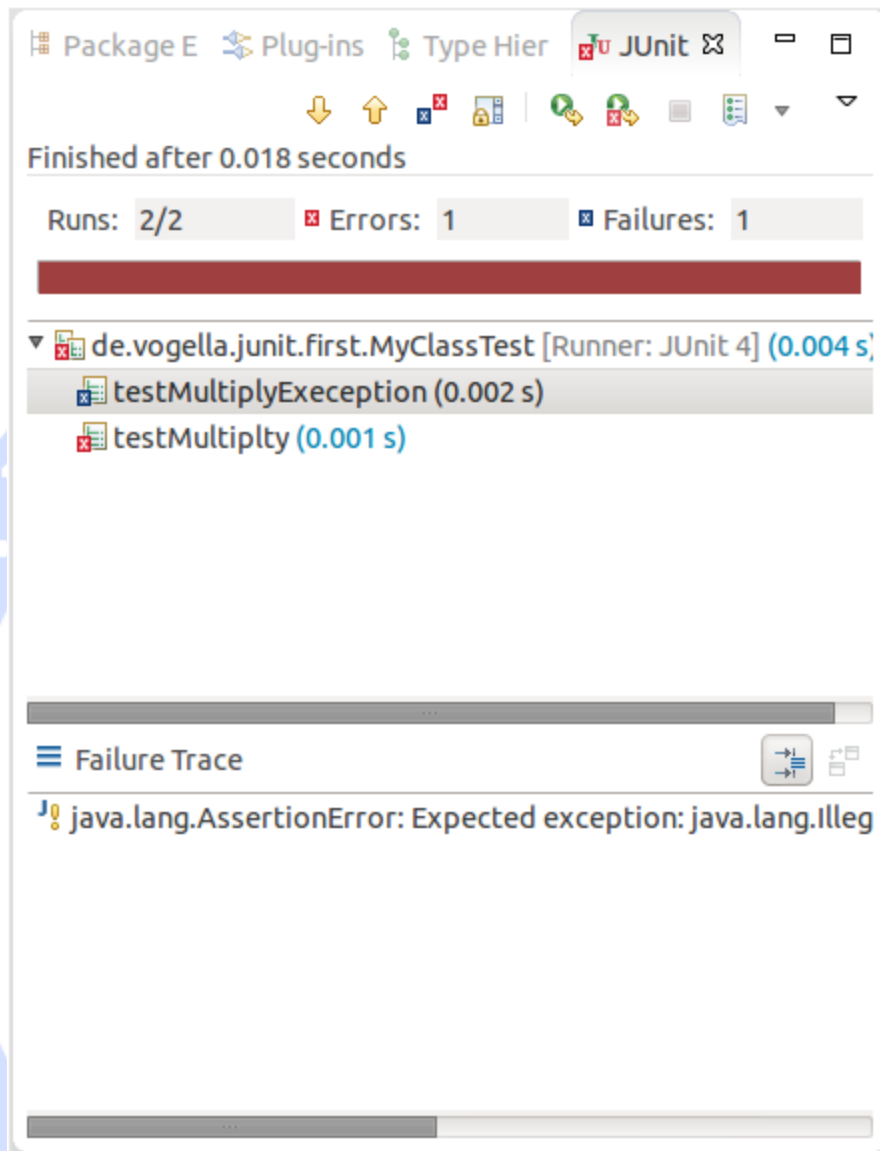 Package E Plug-ins Type Hier JUnit
Finished after 0.018 seconds
Runs: 2/2 Errors: 1 Failures: 1
de.vogella.junit.first.MyClassTest [Runner: JUnit 4] (0.004 s)
testMultiplyExeception (0.002 s)
testMultiplty (0.001 s)
Failure Trace
java.lang.AssertionError: Expected exception: java.lang.Illeg